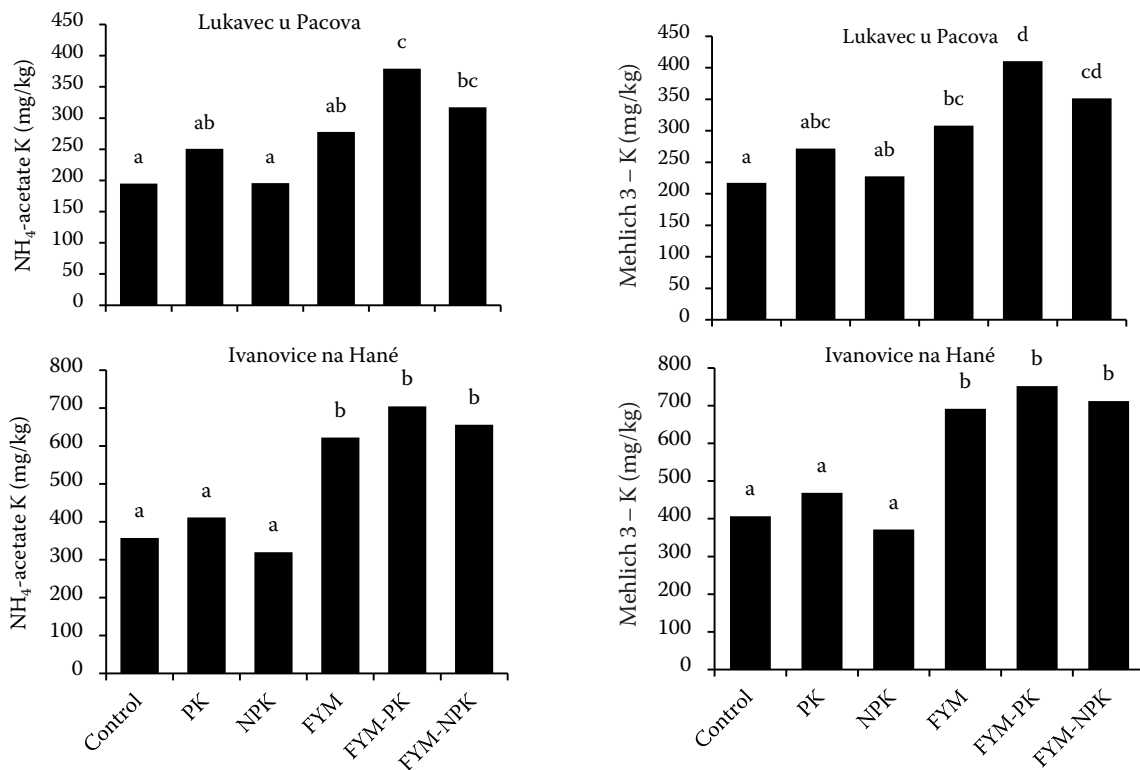 Lukavec u Pacova
NH₄-acetate K (mg/kg)
450
400
350
300
250
200
150
100
50
0
a
ab
a
ab
c
bc
Lukavec u Pacova
Mehlich 3 – K (mg/kg)
450
400
350
300
250
200
150
100
50
0
a
abc
ab
bc
d
cd
Ivanovice na Hané
NH₄-acetate K (mg/kg)
800
700
600
500
400
300
200
100
0
a
a
a
b
b
b
Control
PK
NPK
FYM
FYM-PK
FYM-NPK
Ivanovice na Hané
Mehlich 3 – K (mg/kg)
800
700
600
500
400
300
200
100
0
a
a
a
b
b
b
Control
PK
NPK
FYM
FYM-PK
FYM-NPK